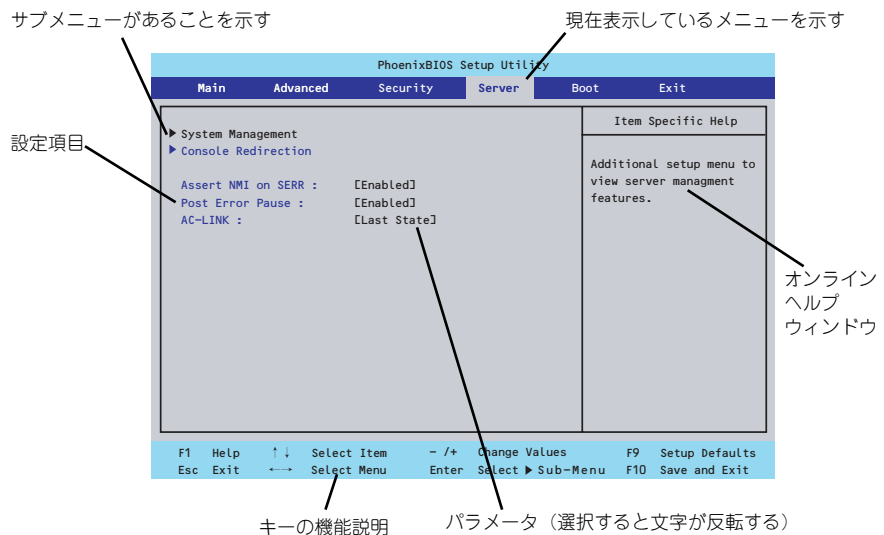 サブメニューがあることを示す
現在表示しているメニューを示す
PhoenixBIOS Setup Utility
Main Advanced Security Server Boot Exit
設定項目
▶ System Management
▶ Console Redirection
Assert NMI on SERR : [Enabled]
Post Error Pause : [Enabled]
AC-LINK : [Last State]
Item Specific Help
Additional setup menu to
view server managment
features.
オンライン
ヘルプ
ウィンドウ
F1 Help ↑↓ Select Item - /+ Change Values F9 Setup Defaults
Esc Exit ←→ Select Menu Enter Select ▶ Sub-Menu F10 Save and Exit
キーの機能説明
パラメータ（選択すると文字が反転する）